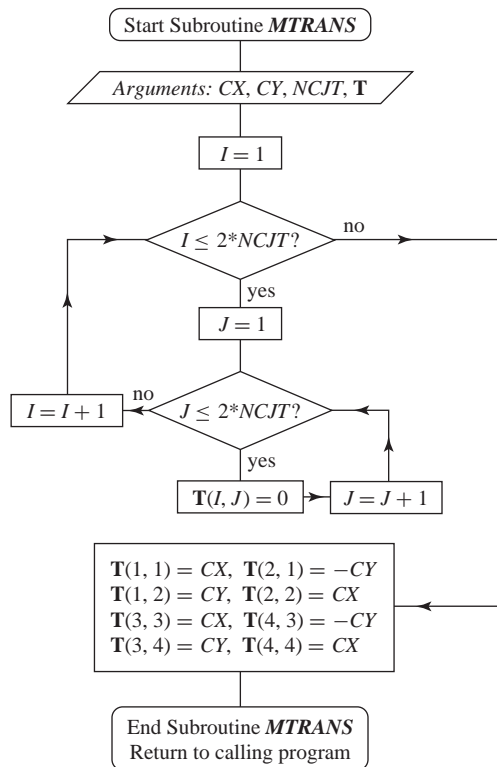 Start Subroutine MTRANS
Arguments: CX, CY, NCJT, T
I = 1
I ≤ 2*NCJT?
no
yes
J = 1
no
I = I + 1
J ≤ 2*NCJT?
yes
T(I, J) = 0
J = J + 1
T(1, 1) = CX, T(2, 1) = −CY
T(1, 2) = CY, T(2, 2) = CX
T(3, 3) = CX, T(4, 3) = −CY
T(3, 4) = CY, T(4, 4) = CX
End Subroutine MTRANS
Return to calling program